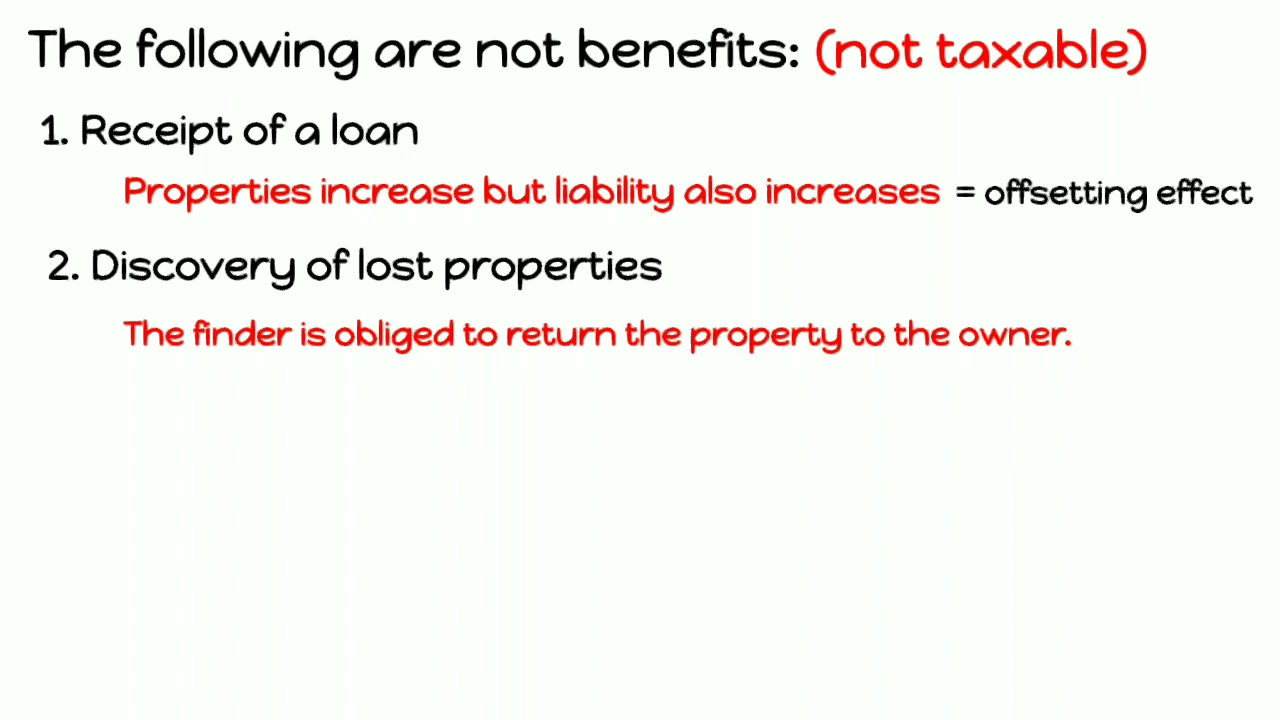 The following are not benefits: (not taxable)
1. Receipt of a loan
Properties increase but liability also increases = offsetting effect
2. Discovery of lost properties
The finder is obliged to return the property to the owner.